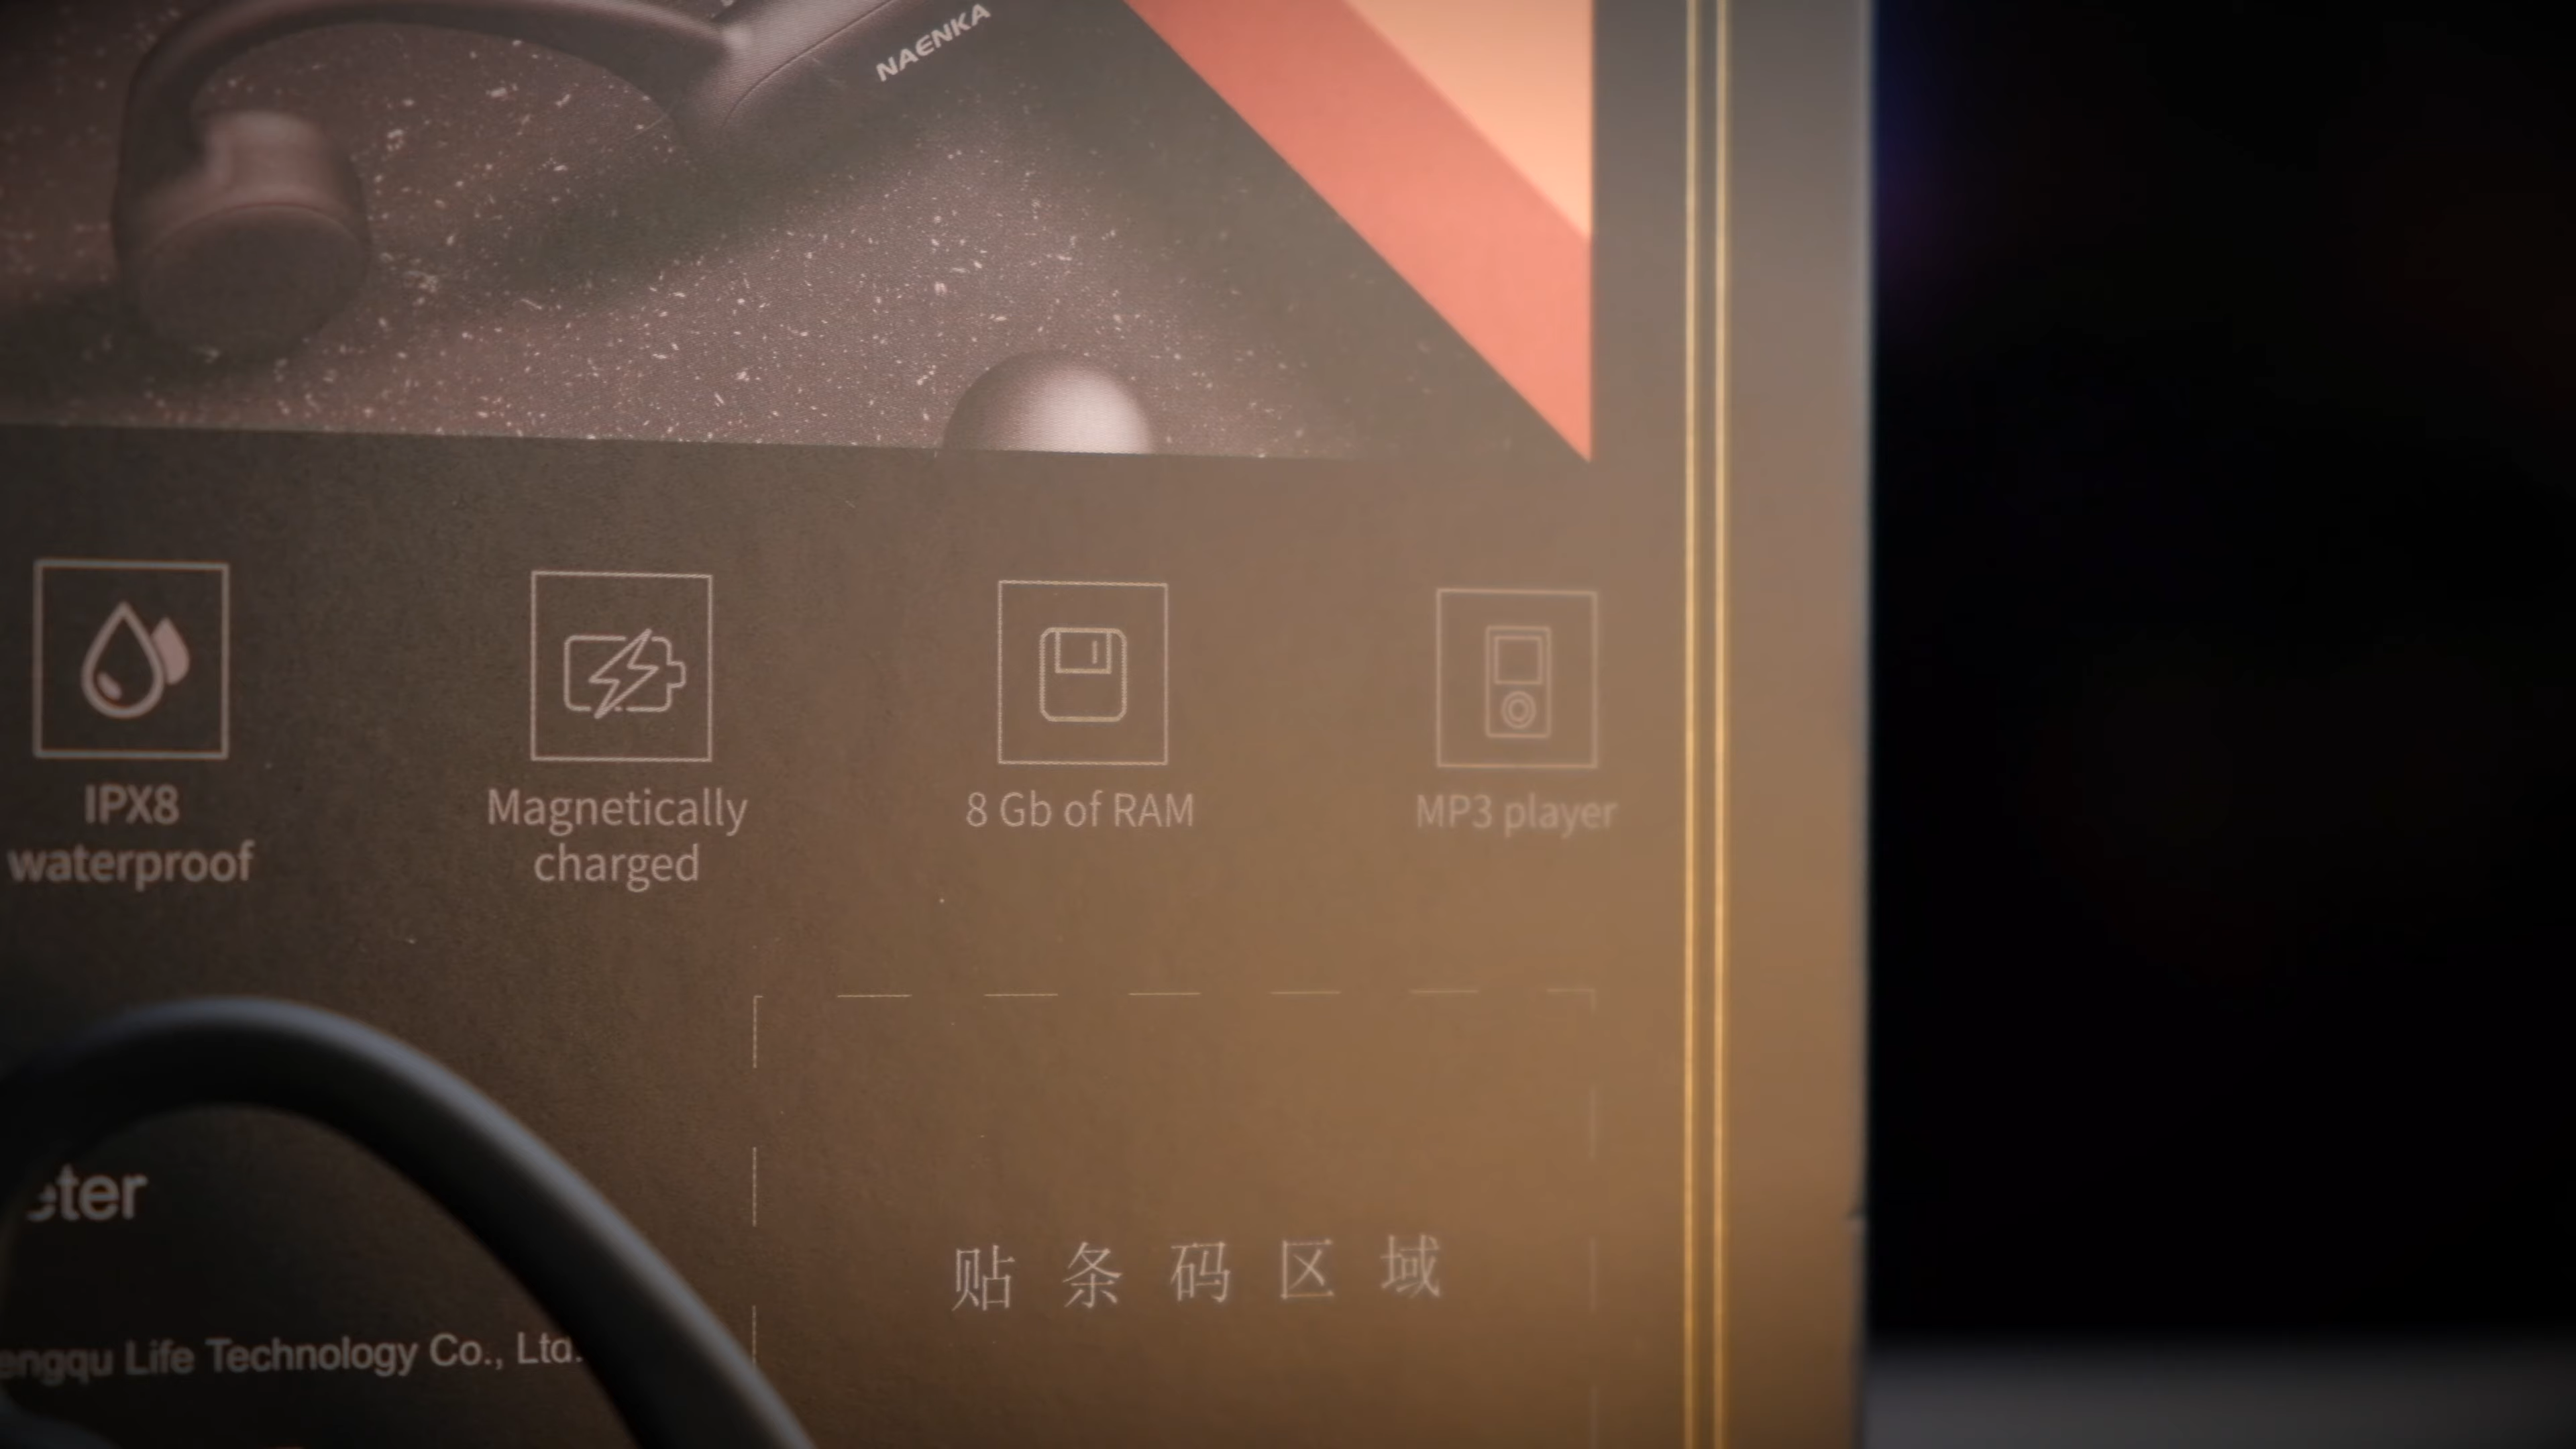 NAENKA
IPX8
waterproof
Magnetically
charged
8 Gb of RAM
MP3 player
贴条码区域
Life Technology Co., Ltd.